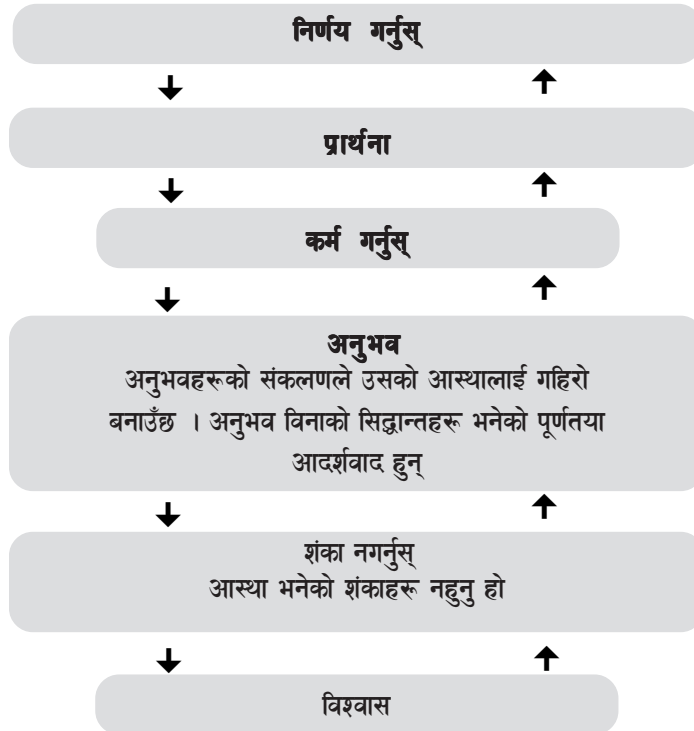 निर्णय गर्नुस्
प्रार्थना
कर्म गर्नुस्
अनुभव
अनुभवहरूको संकलणले उसको आस्थालाई गहिरो
बनाउँछ । अनुभव विनाको सिद्धान्तहरू भनेको पूर्णतया
आदर्शवाद हुन्
शंका नगर्नुस्
आस्था भनेको शंकाहरू नहुनु हो
विश्वास